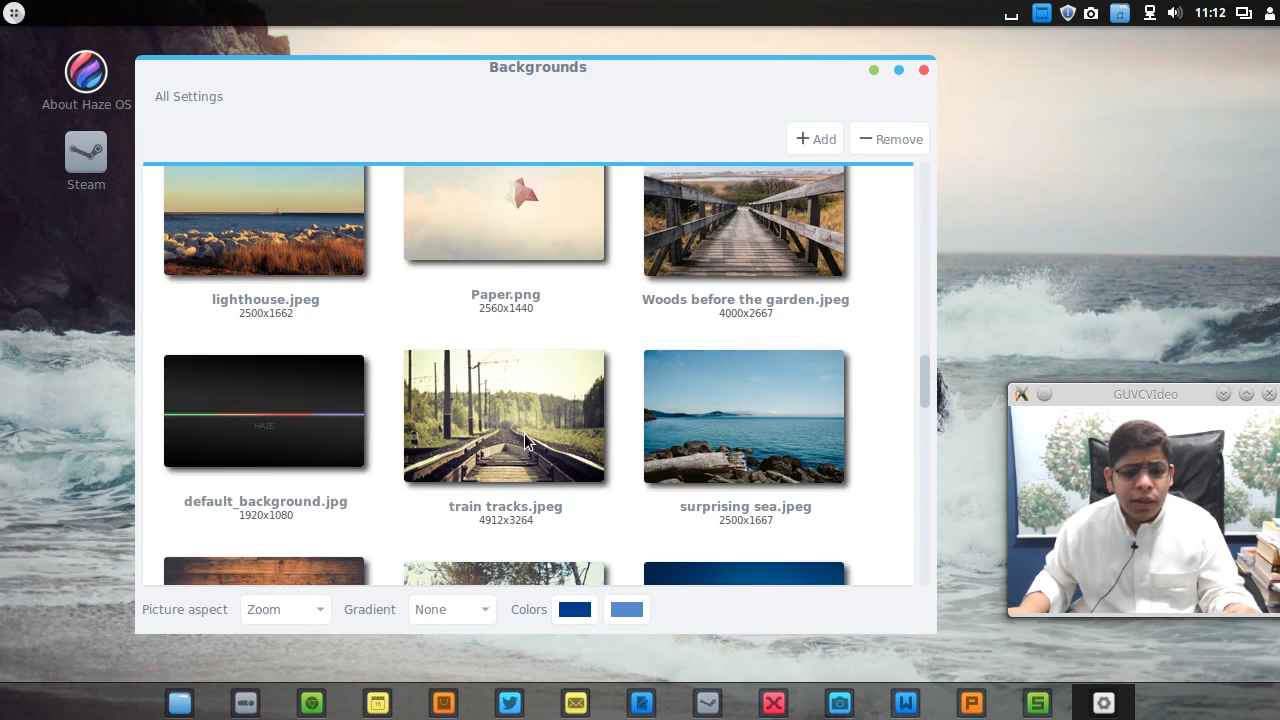 11:12
Backgrounds
All Settings
About Haze OS
Add
Remove
Steam
lighthouse.jpeg
2500x1662
Paper.png
2560x1440
Woods before the garden.jpeg
4000x2667
GUVCVIdeo
HAZE
default_background.jpg
1920x1080
train tracks.jpeg
4912x3264
surprising sea.jpeg
2500x1667
Picture aspect
Zoom
Gradient
None
Colors
15
W
P
S